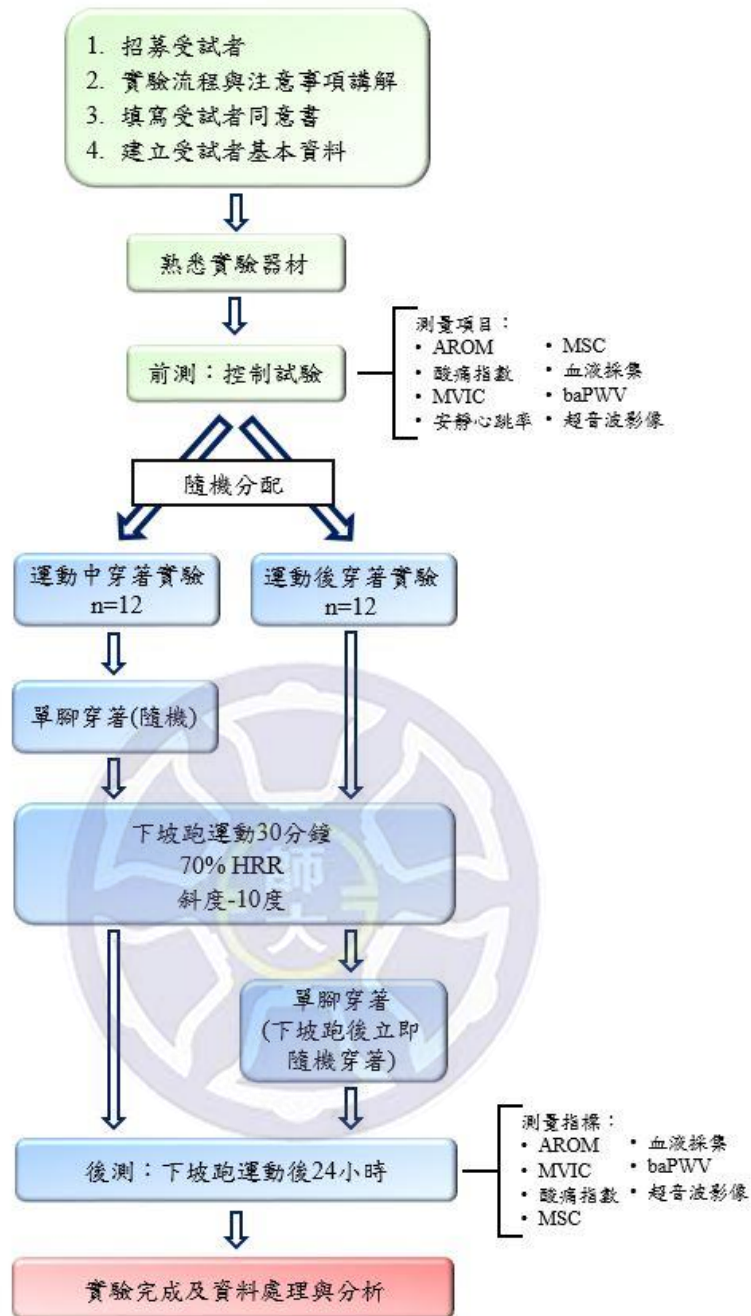 1. 招募受試者
2. 實驗流程與注意事項講解
3. 填寫受試者同意書
4. 建立受試者基本資料
熟悉實驗器材
前測：控制試驗
測量項目：
• AROM
• 酸痛指數
• MVIC
• 安靜心跳率
• MSC
• 血液採集
• baPWV
• 超音波影像
隨機分配
運動中穿著實驗
n=12
運動後穿著實驗
n=12
單腳穿著(隨機)
下坡跑運動30分鐘
70% HRR
斜度-10度
師
大
單腳穿著
(下坡跑後立即
隨機穿著)
後測：下坡跑運動後24小時
測量指標：
• AROM
• MVIC
• 酸痛指數
• MSC
• 血液採集
• baPWV
• 超音波影像
實驗完成及資料處理與分析